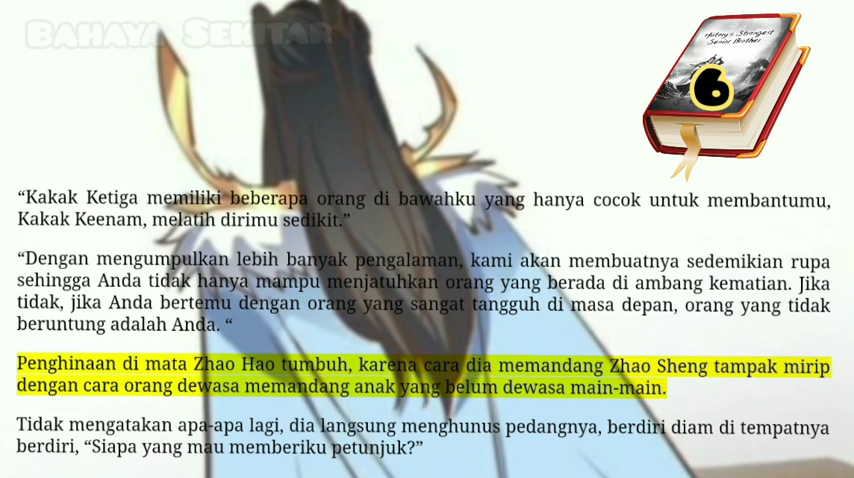 Bahaya Sekitar
History's Strongest
Senior Brother
6
“Kakak Ketiga memiliki beberapa orang di bawahku yang hanya cocok untuk membantumu,
Kakak Keenam, melatih dirimu sedikit.”
“Dengan mengumpulkan lebih banyak pengalaman, kami akan membuatnya sedemikian rupa
sehingga Anda tidak hanya mampu menjatuhkan orang yang berada di ambang kematian. Jika
tidak, jika Anda bertemu dengan orang yang sangat tangguh di masa depan, orang yang tidak
beruntung adalah Anda. “
Penghinaan di mata Zhao Hao tumbuh, karena cara dia memandang Zhao Sheng tampak mirip
dengan cara orang dewasa memandang anak yang belum dewasa main-main.
Tidak mengatakan apa-apa lagi, dia langsung menghunus pedangnya, berdiri diam di tempatnya
berdiri, “Siapa yang mau memberiku petunjuk?”